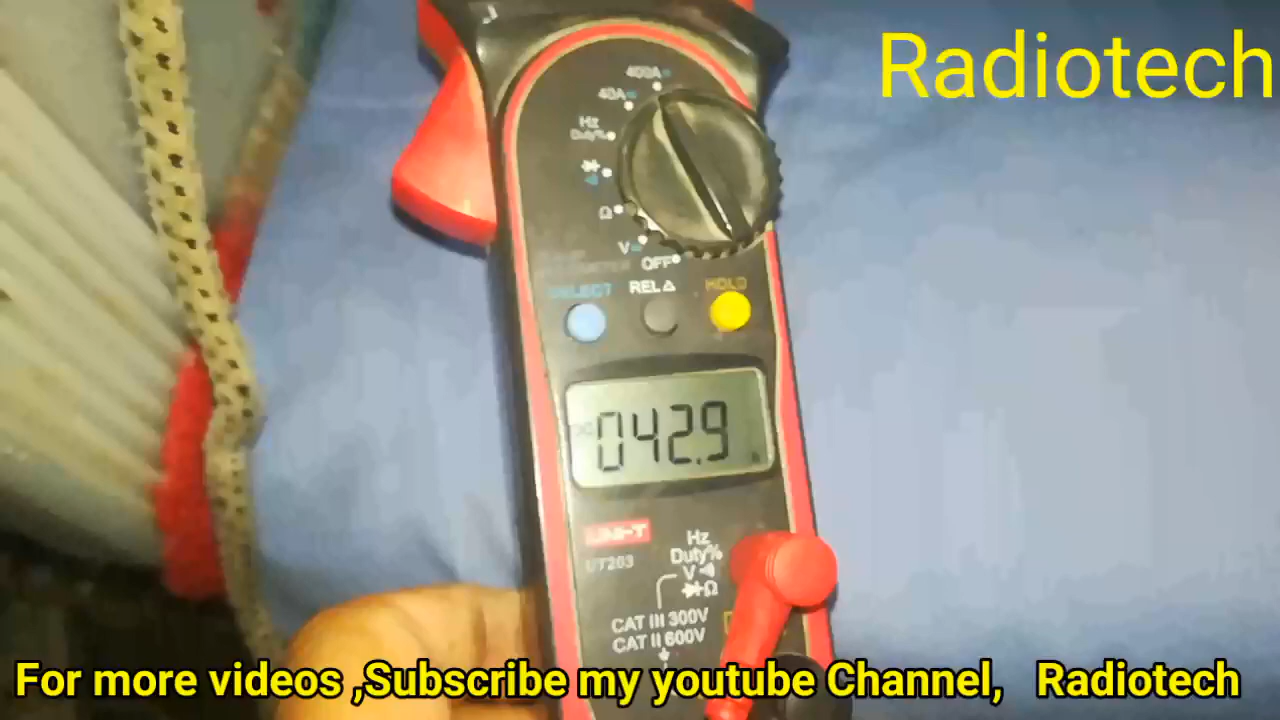 Radiotech
400A
40A
Hz
Duty%
Ω
V
OFF
SELECT REL△ HOLD
042.9
UNI-T
UT203
Hz
Duty%
V
Ω
CAT III 300V
CAT II 600V
For more videos ,Subscribe my youtube Channel, Radiotech